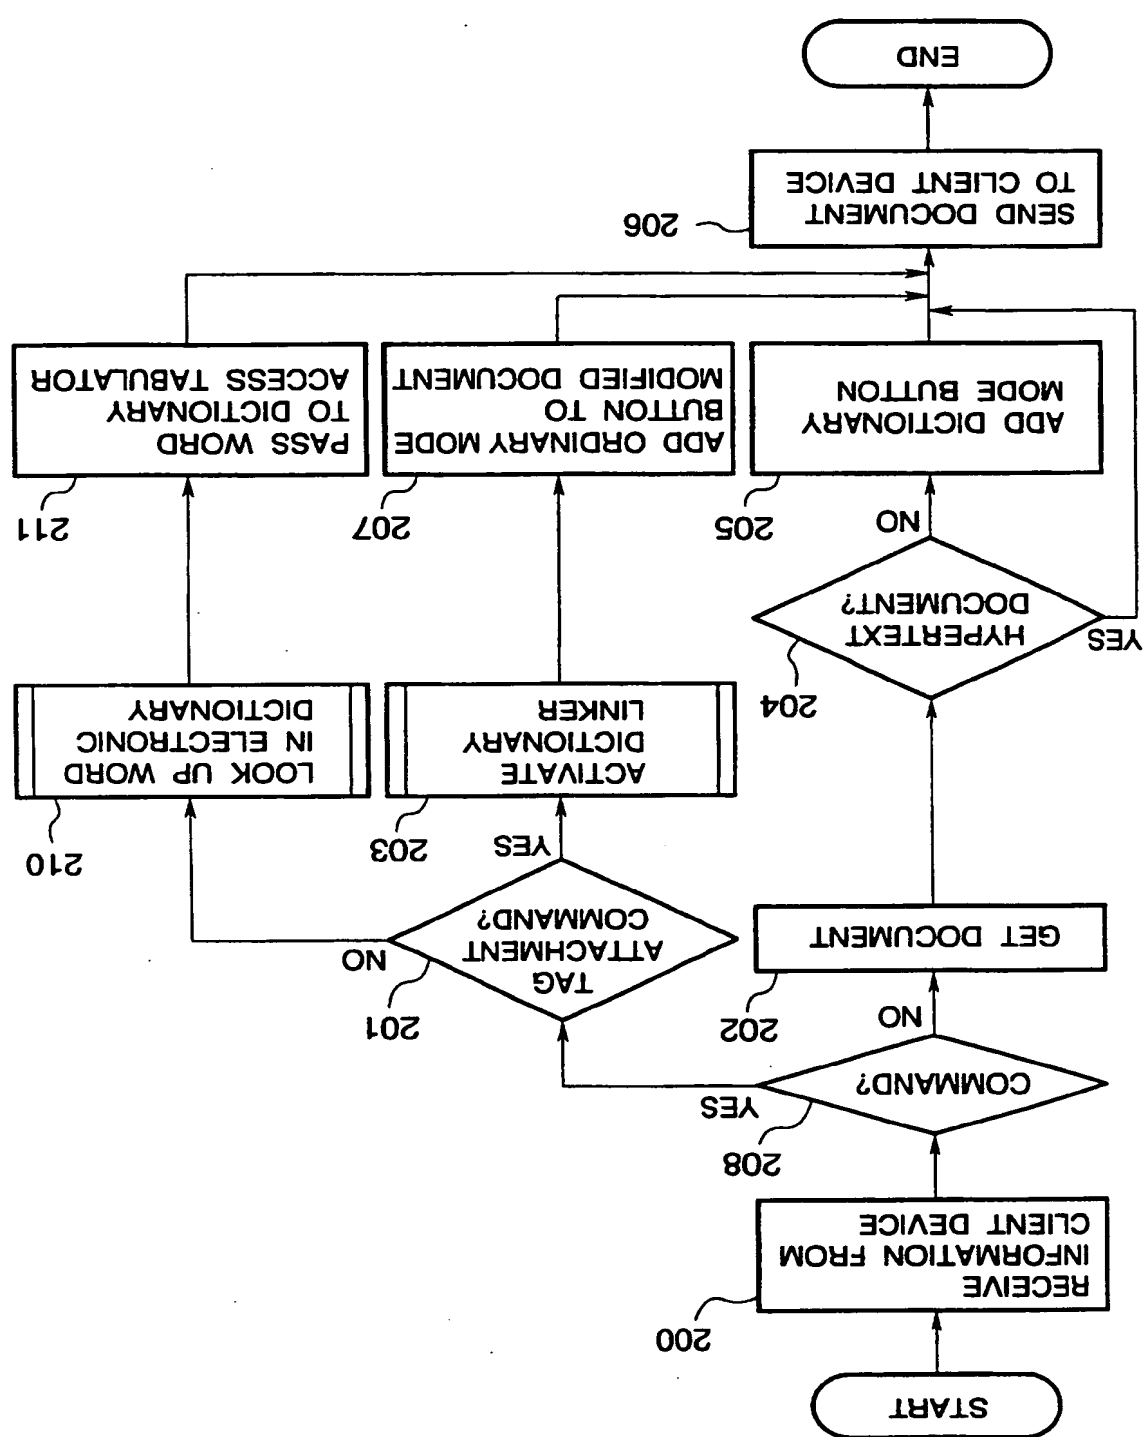 START
200
RECEIVE
INFORMATION FROM
CLIENT DEVICE
208
COMMAND?
YES
NO
202
GET DOCUMENT
201
TAG
ATTACHMENT
COMMAND?
NO
YES
204
HYPERTEXT
DOCUMENT?
YES
NO
203
ACTIVATE
DICTIONARY
LINKER
210
LOOK UP WORD
IN ELECTRONIC
DICTIONARY
205
ADD DICTIONARY
MODE BUTTON
207
ADD ORDINARY MODE
BUTTON TO
MODIFIED DOCUMENT
211
PASS WORD
TO DICTIONARY
ACCESS TABULATOR
206
SEND DOCUMENT
TO CLIENT DEVICE
END